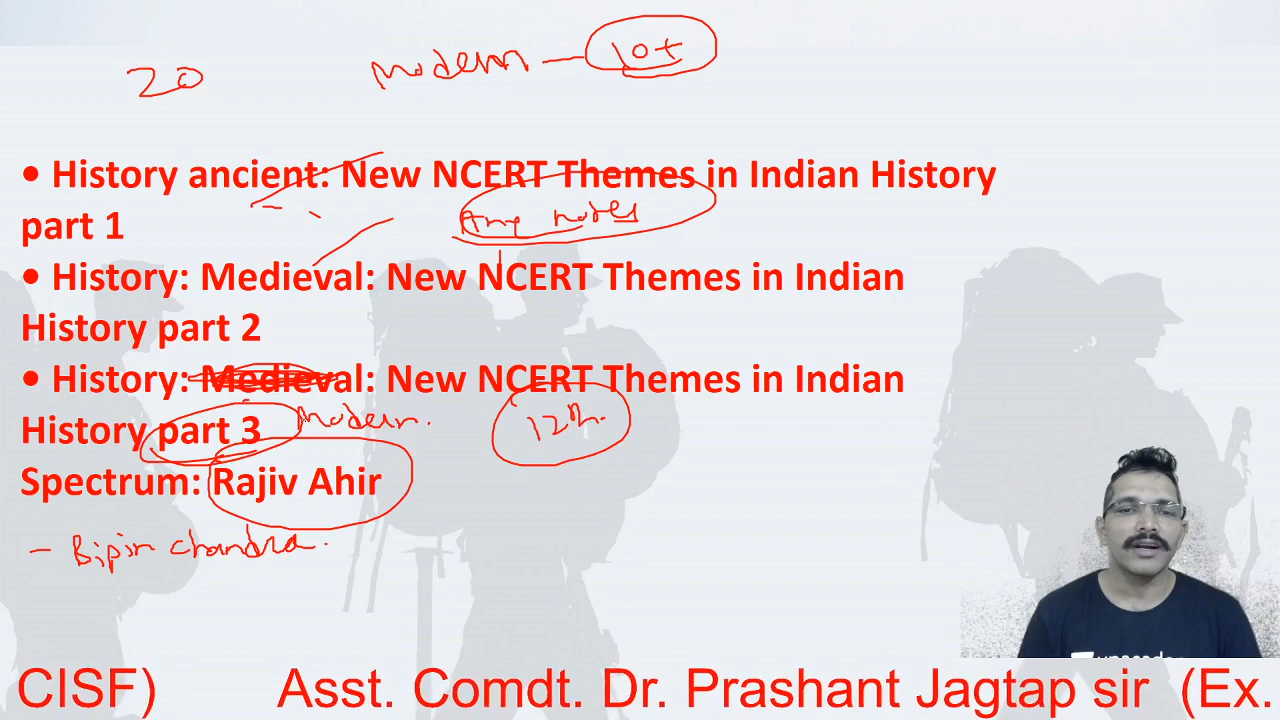 20 Modern — 10+
• History ancient: New NCERT Themes in Indian History
part 1 Any notes
• History: Medieval: New NCERT Themes in Indian
History part 2
• History: Medieval: New NCERT Themes in Indian
History part 3 Modern. 12th.
Spectrum: Rajiv Ahir
– Bipin Chandra.
CISF) Asst. Comdt. Dr. Prashant Jagtap sir (Ex.